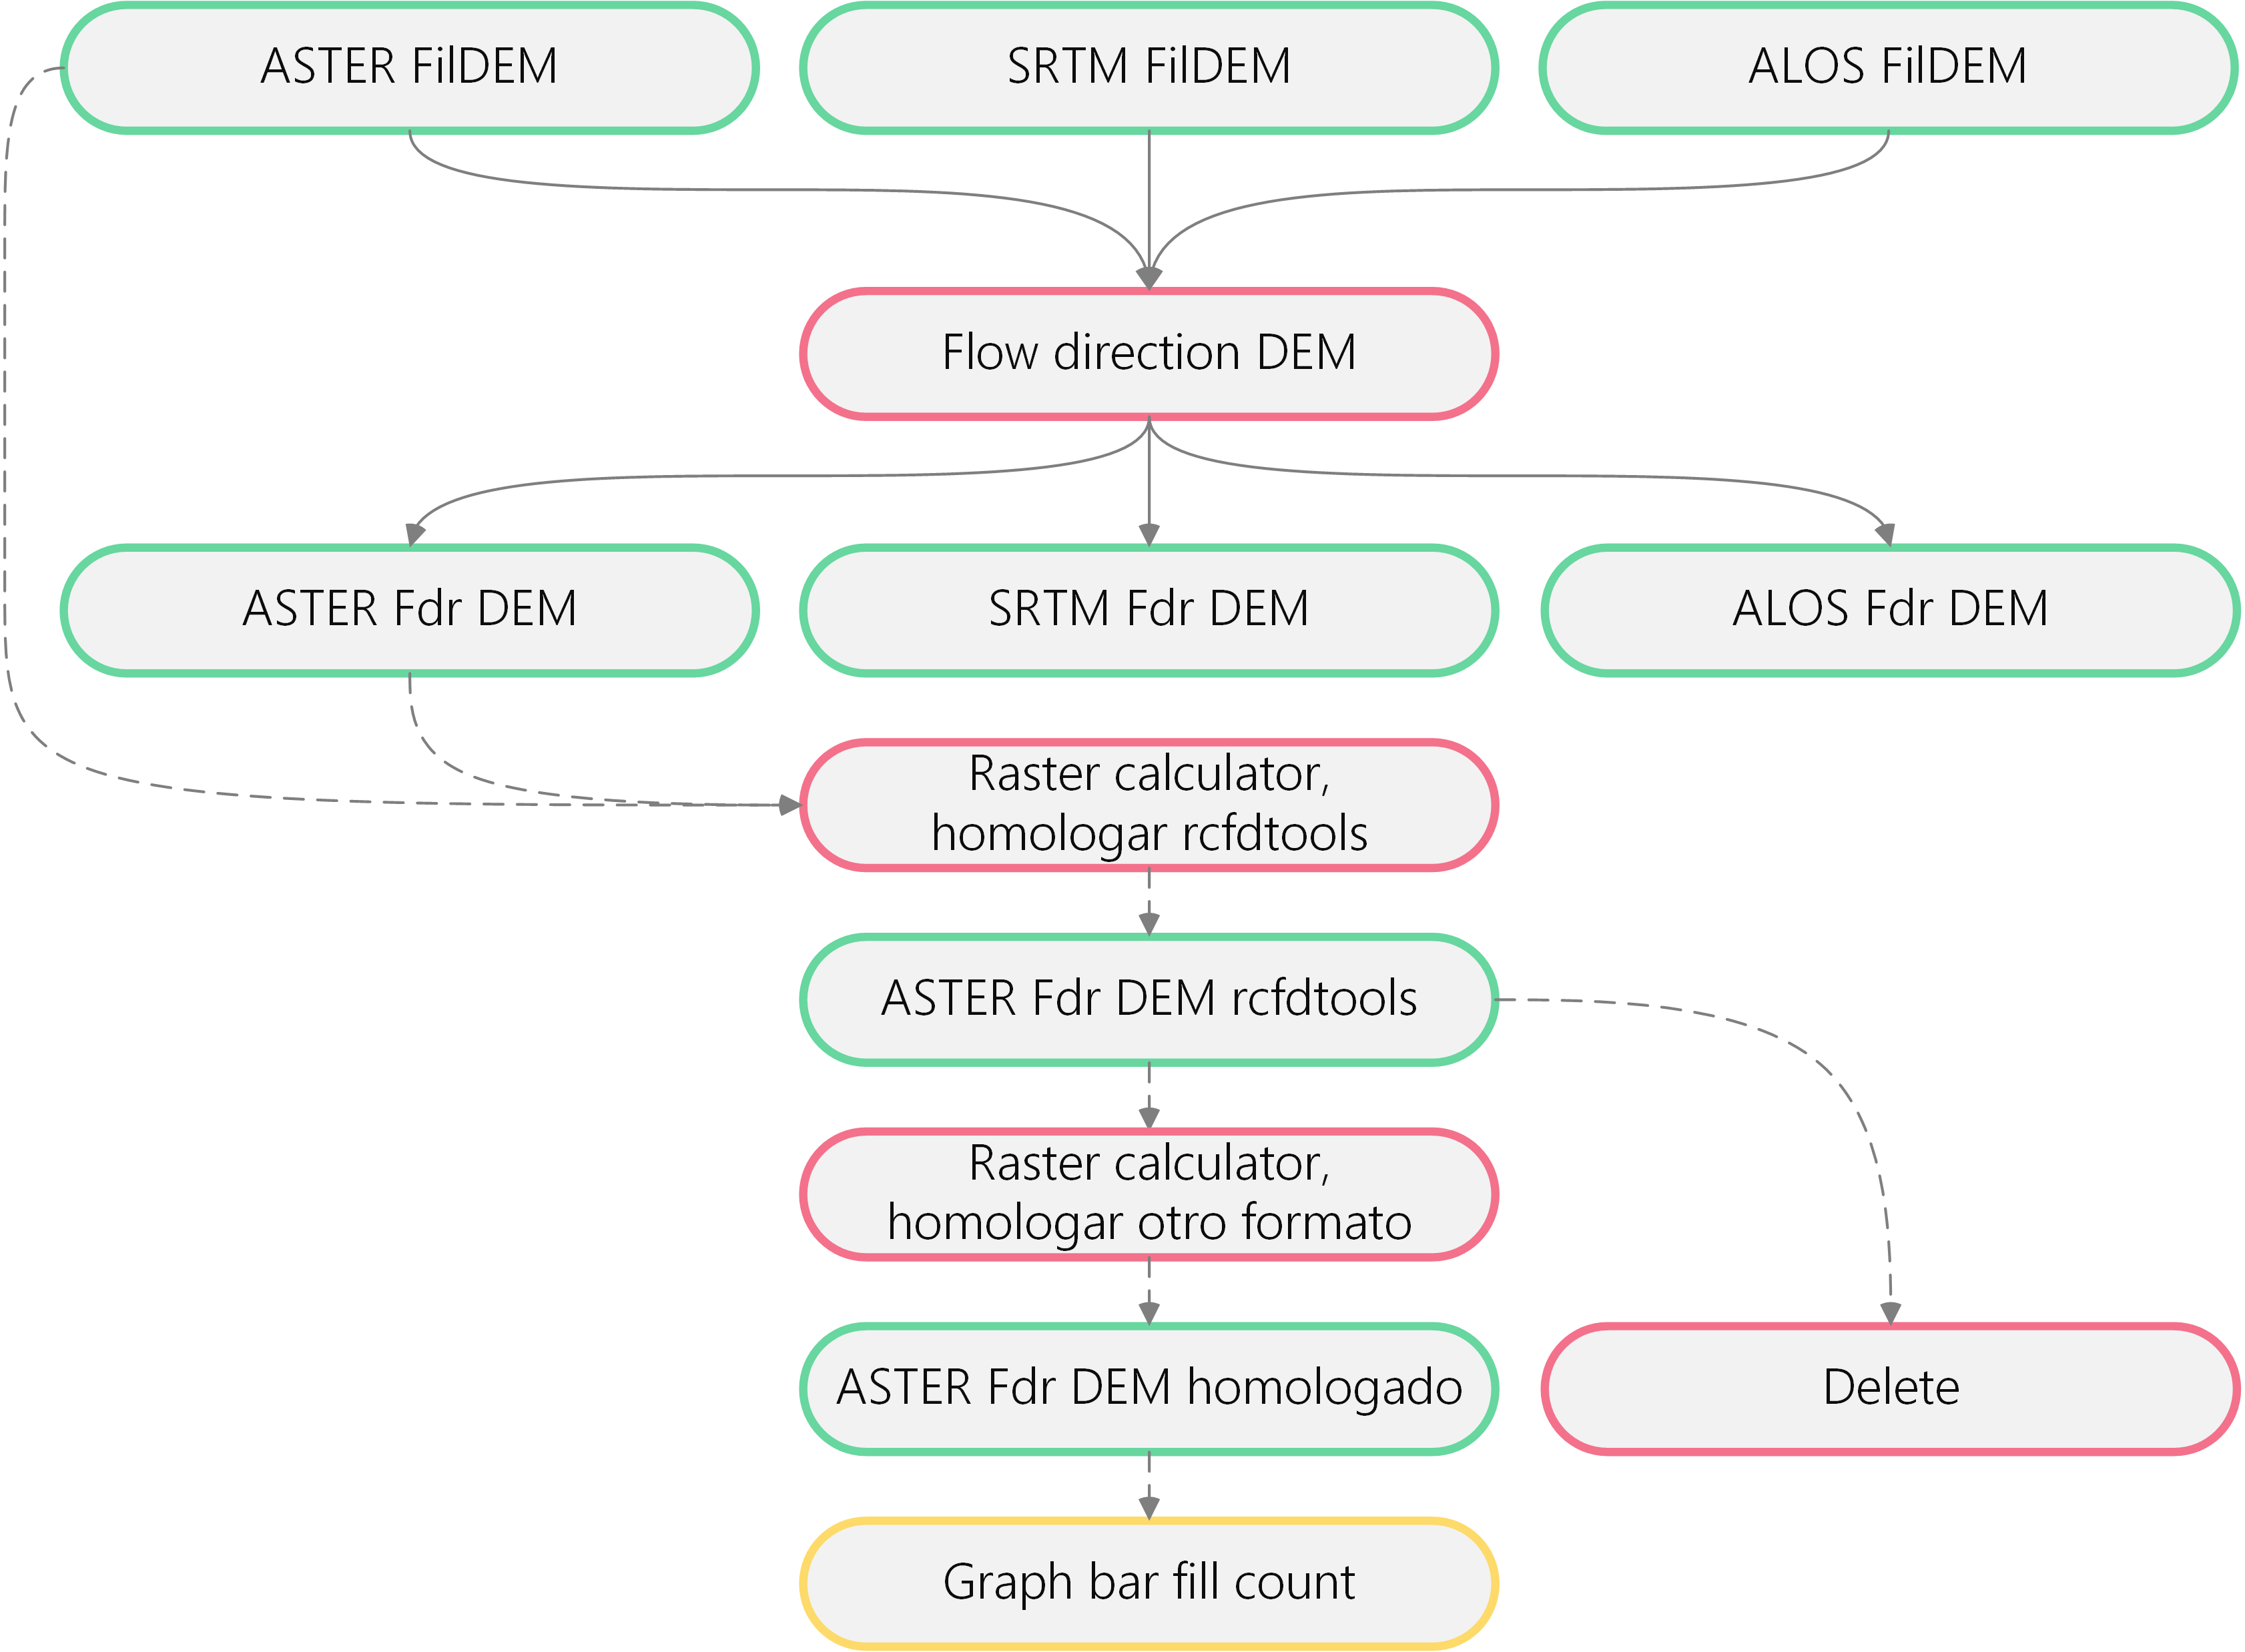 ASTER FilDEM
SRTM FilDEM
ALOS FilDEM
Flow direction DEM
ASTER Fdr DEM
SRTM Fdr DEM
ALOS Fdr DEM
Raster calculator,
homologar rcfdtools
ASTER Fdr DEM rcfdtools
Raster calculator,
homologar otro formato
ASTER Fdr DEM homologado
Delete
Graph bar fill count